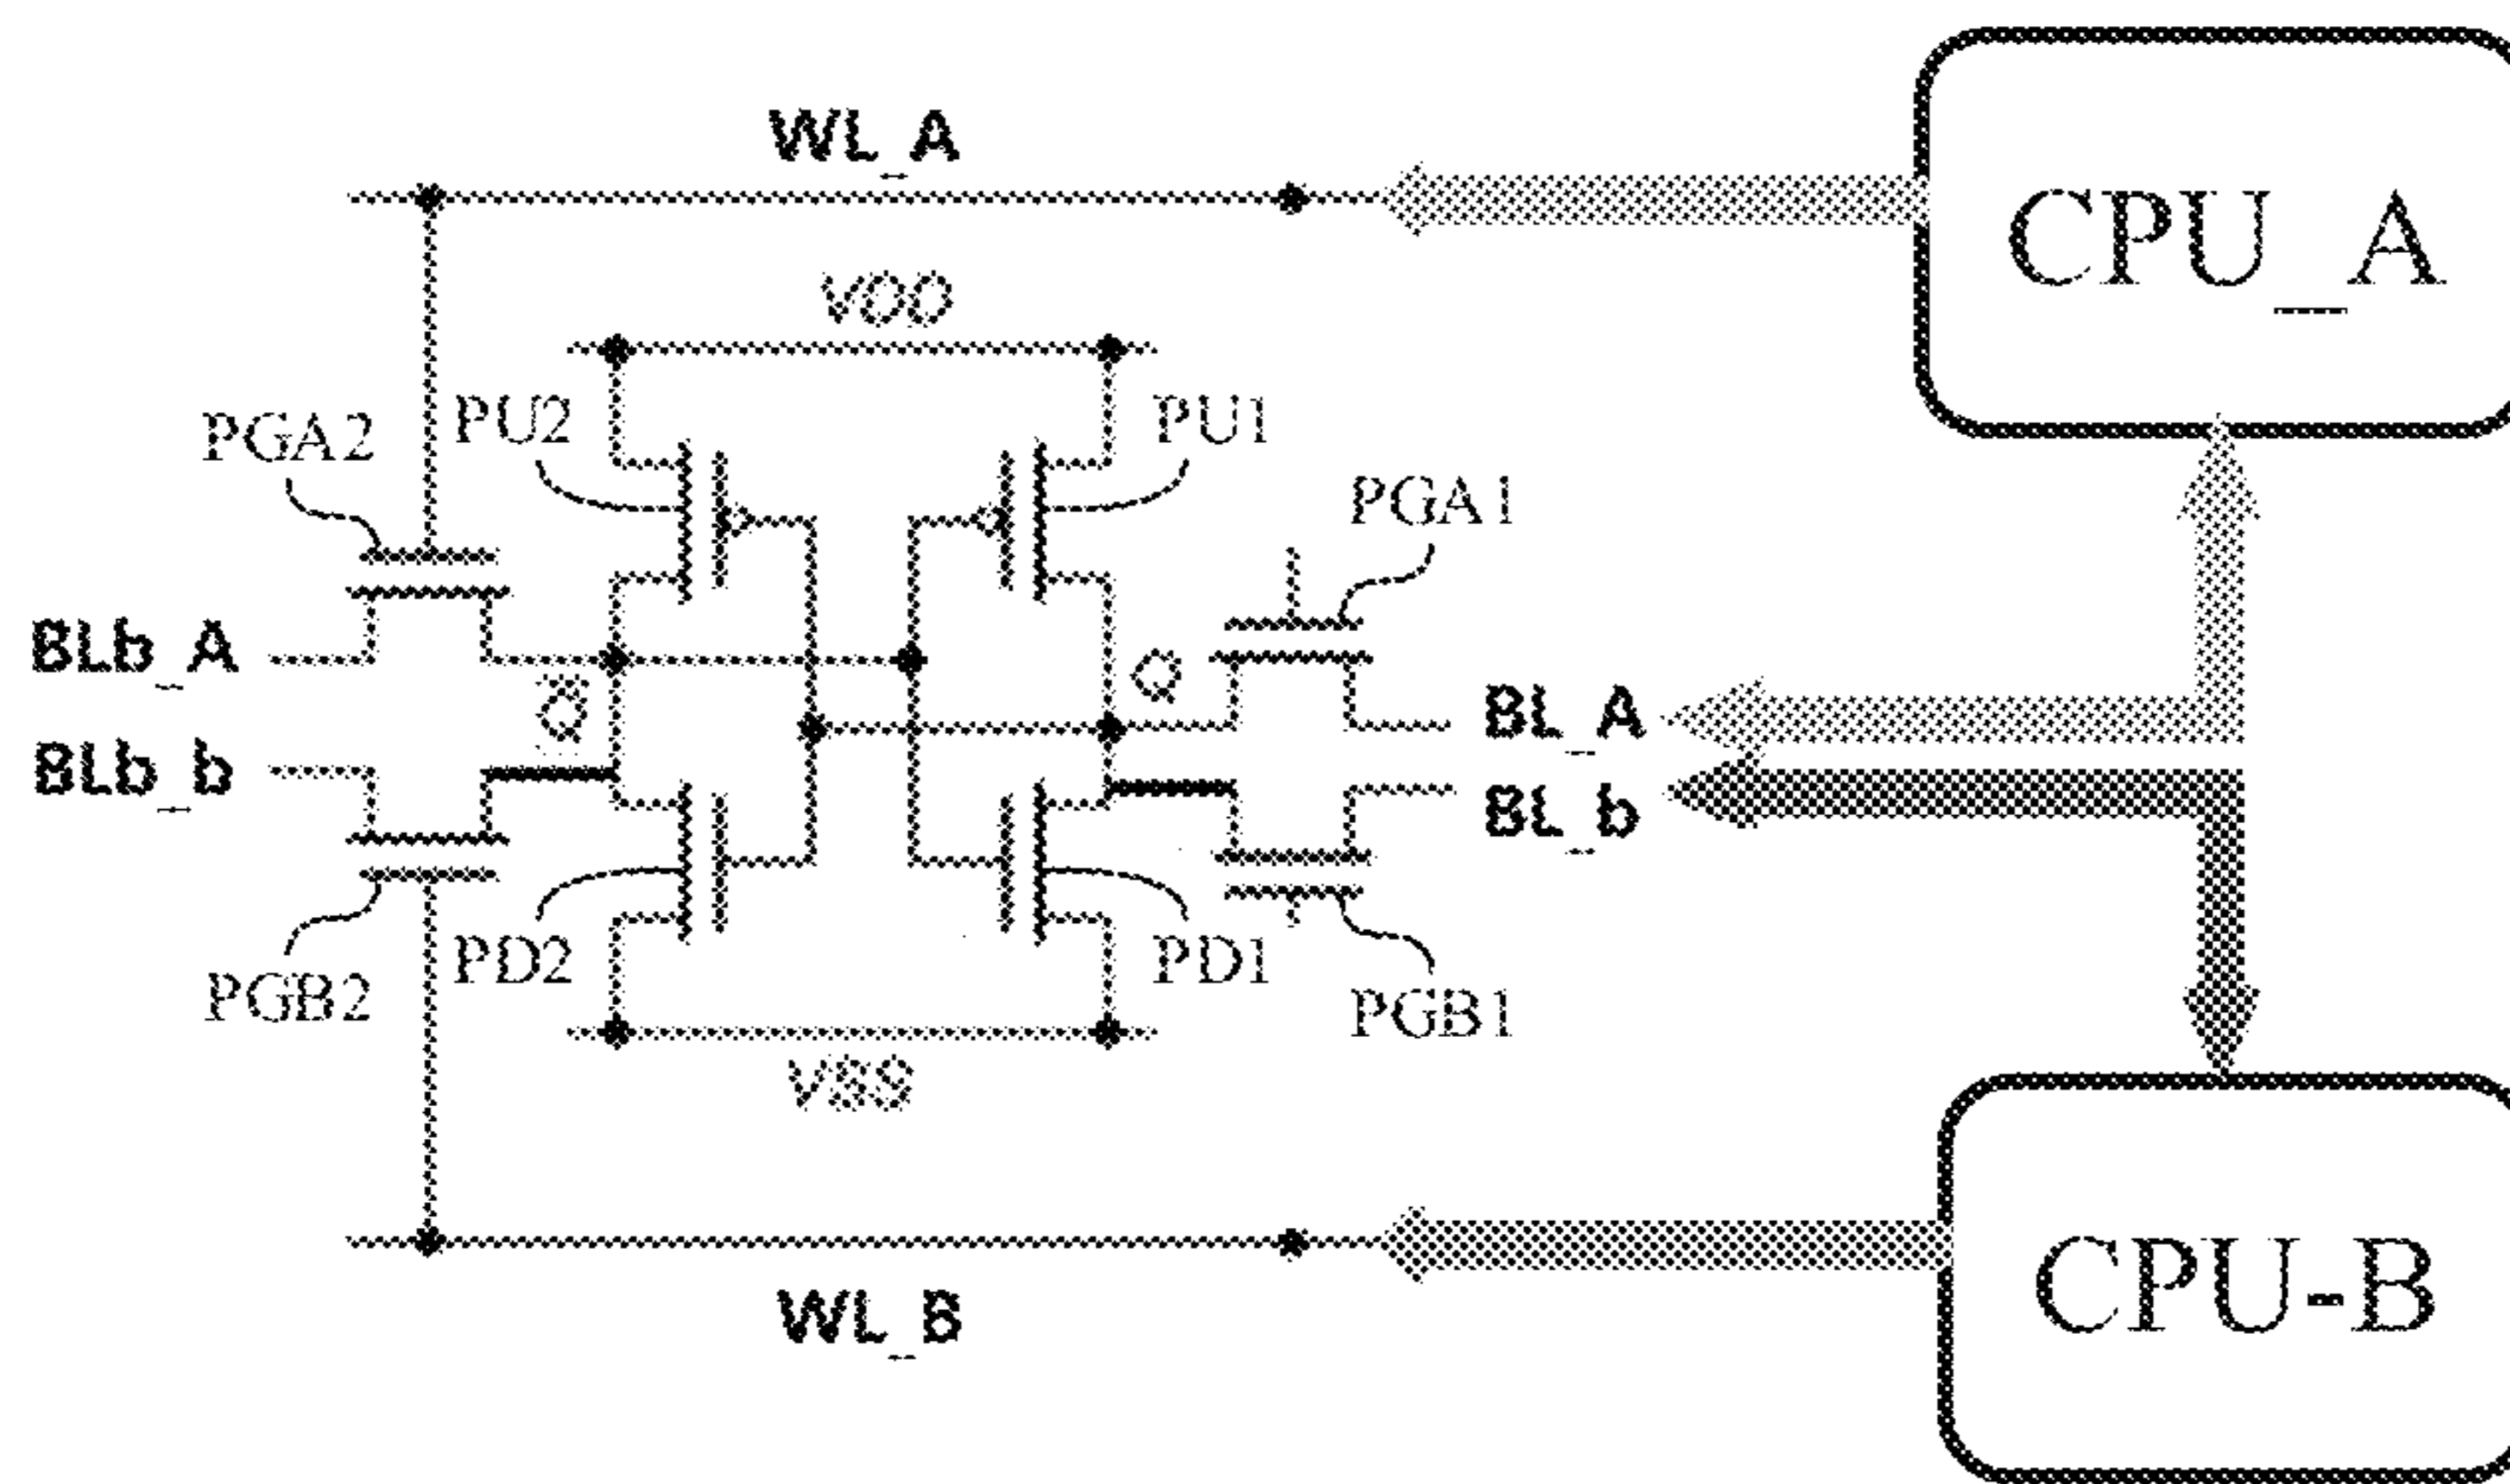 WL_A
CPU_A
VDD
PGA2
PU2
PU1
PGA1
BLb_A
Q
BL_A
BLb_b
BL_b
PGB2
PD2
PD1
PGB1
VSS
CPU-B
WL_B